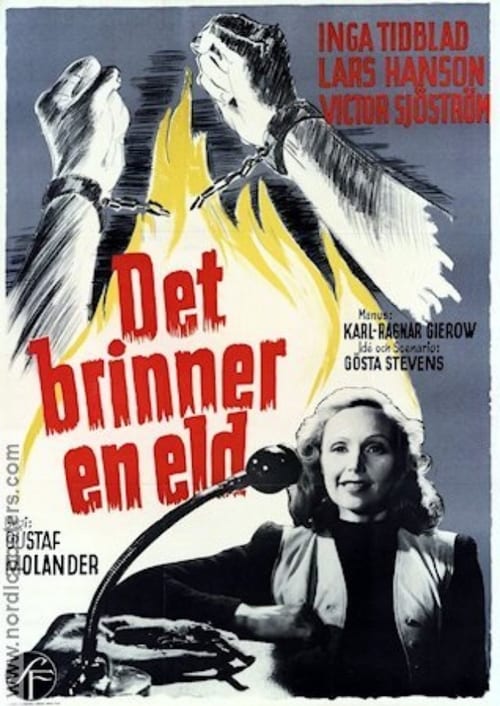 INGA TIDBLAD
LARS HANSON
VICTOR SJÖSTRÖM
Det
brinner
en eld
Manus:
KARL-RAGNAR GIEROW
Idé och Scenario:
GÖSTA STEVENS
GUSTAF
MOLANDER
www.nordicposters.com